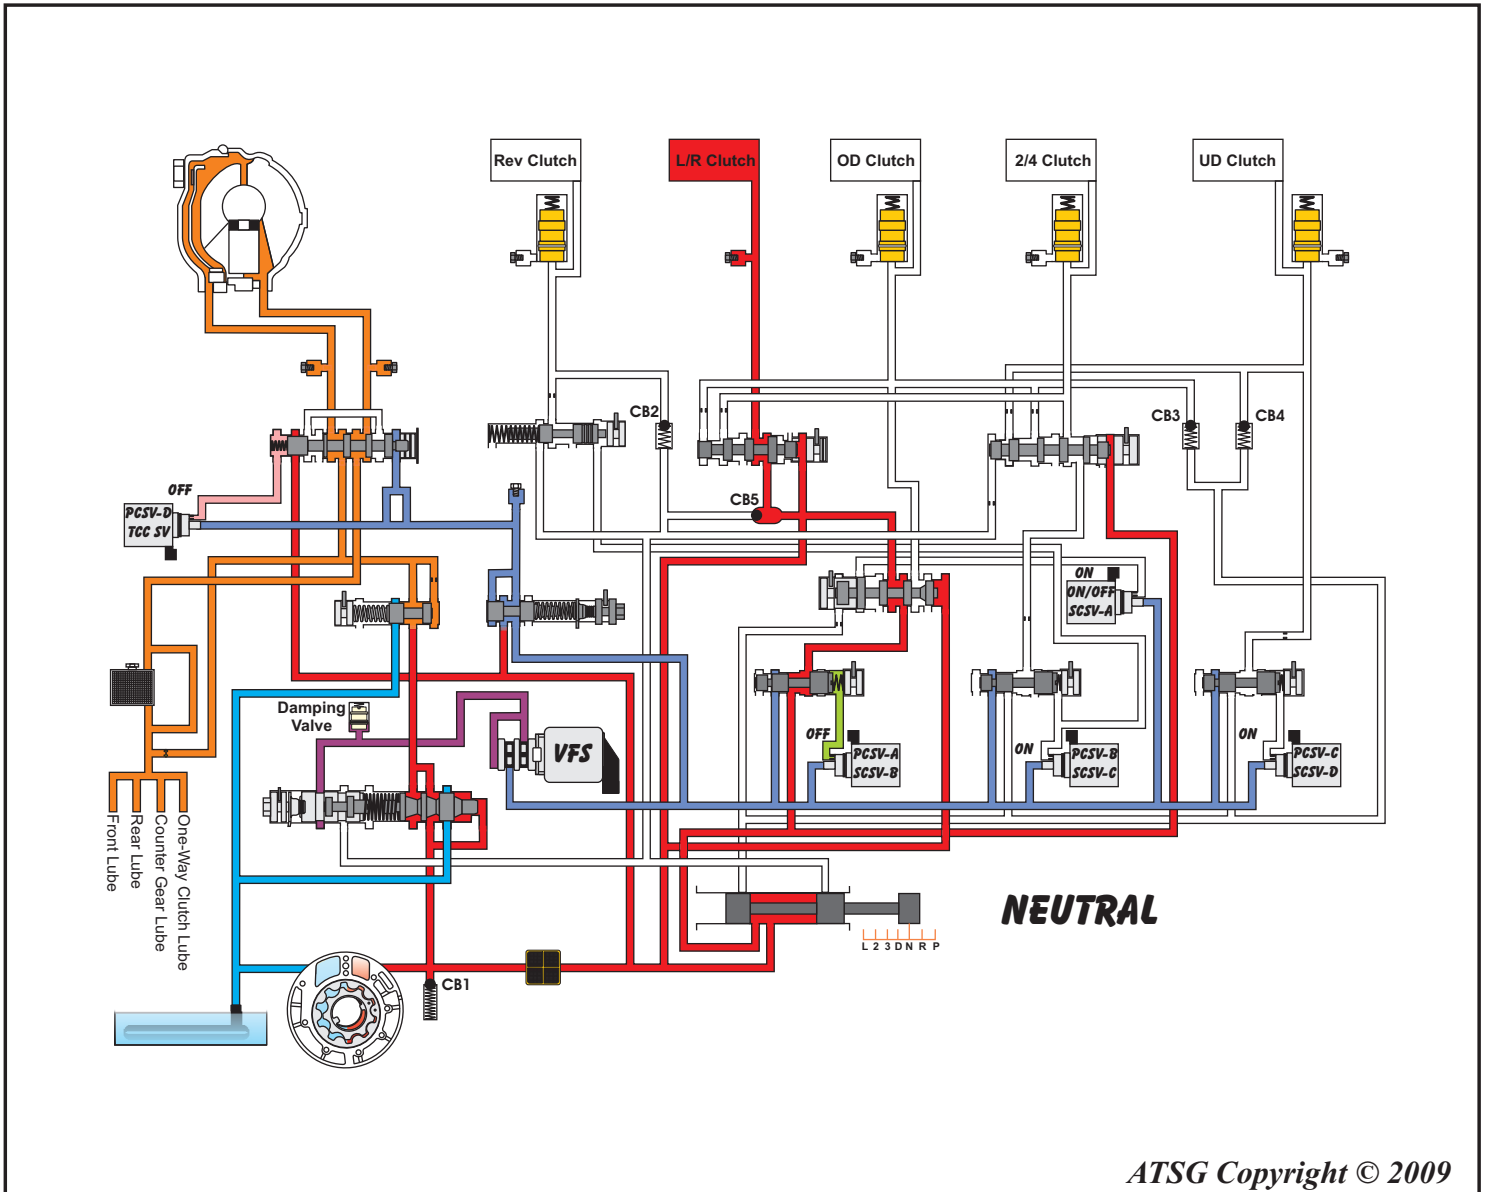 Rev Clutch
L/R Clutch
OD Clutch
2/4 Clutch
UD Clutch
CB2
CB3
CB4
OFF
PCSV-D
TCC SV
CB5
ON
ON/OFF
SCSV-A
Damping
Valve
VFS
OFF
PCSV-A
SCSV-B
ON
PCSV-B
SCSV-C
ON
PCSV-C
SCSV-D
Front Lube
Rear Lube
Counter Gear Lube
One-Way Clutch Lube
NEUTRAL
L 2 3 D N R P
CB1
ATSG Copyright © 2009